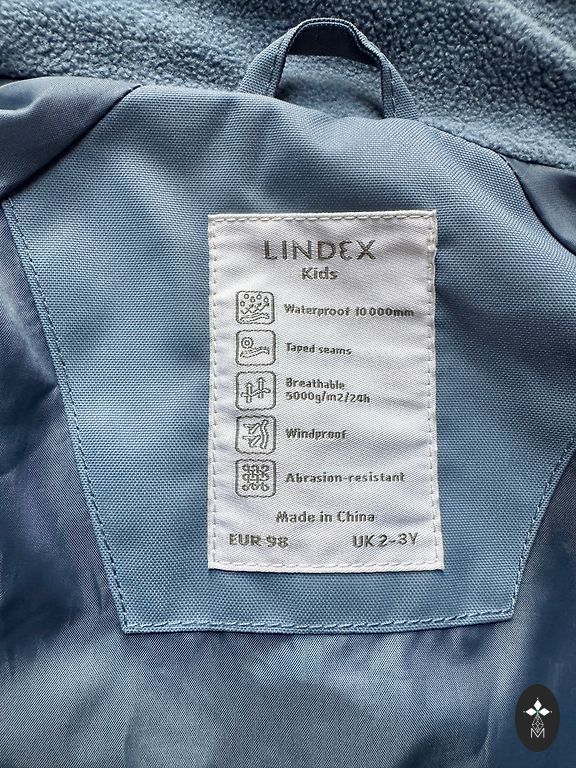 LINDEX
Kids
Waterproof 10 000mm
Taped seams
Breathable
5000g/m2/24h
Windproof
Abrasion-resistant
Made in China
EUR 98 UK 2-3Y
M